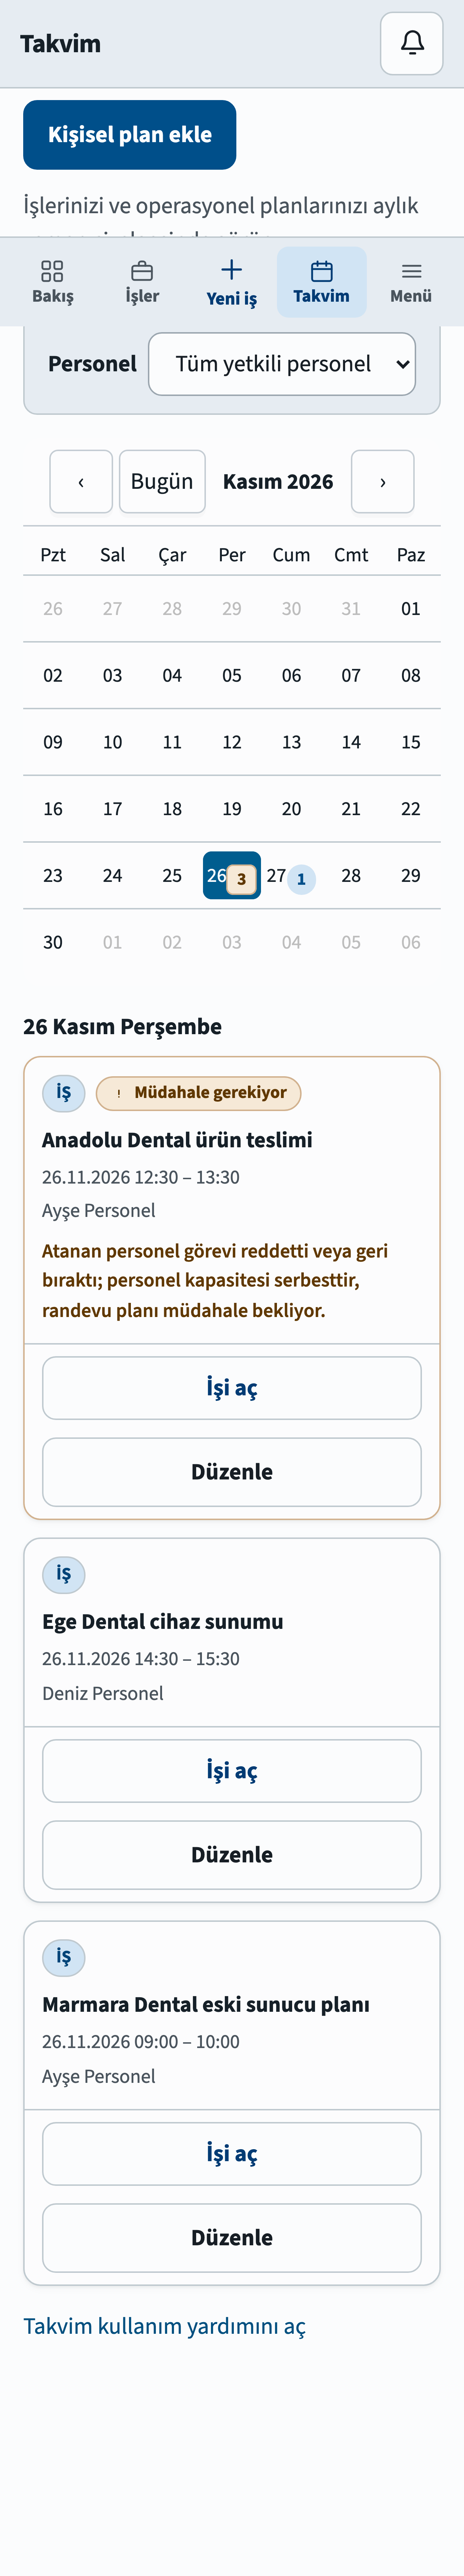 Takvim
Kişisel plan ekle
İşlerinizi ve operasyonel planlarınızı aylık
Bakış İşler Yeni iş Takvim Menü
Personel Tüm yetkili personel
‹ Bugün Kasım 2026 ›
Pzt Sal Çar Per Cum Cmt Paz
26 27 28 29 30 31 01
02 03 04 05 06 07 08
09 10 11 12 13 14 15
16 17 18 19 20 21 22
23 24 25 26 3 27 1 28 29
30 01 02 03 04 05 06
26 Kasım Perşembe
İŞ ! Müdahale gerekiyor
Anadolu Dental ürün teslimi
26.11.2026 12:30 – 13:30
Ayşe Personel
Atanan personel görevi reddetti veya geri
bıraktı; personel kapasitesi serbesttir,
randevu planı müdahale bekliyor.
İşi aç
Düzenle
İŞ
Ege Dental cihaz sunumu
26.11.2026 14:30 – 15:30
Deniz Personel
İşi aç
Düzenle
İŞ
Marmara Dental eski sunucu planı
26.11.2026 09:00 – 10:00
Ayşe Personel
İşi aç
Düzenle
Takvim kullanım yardımını aç